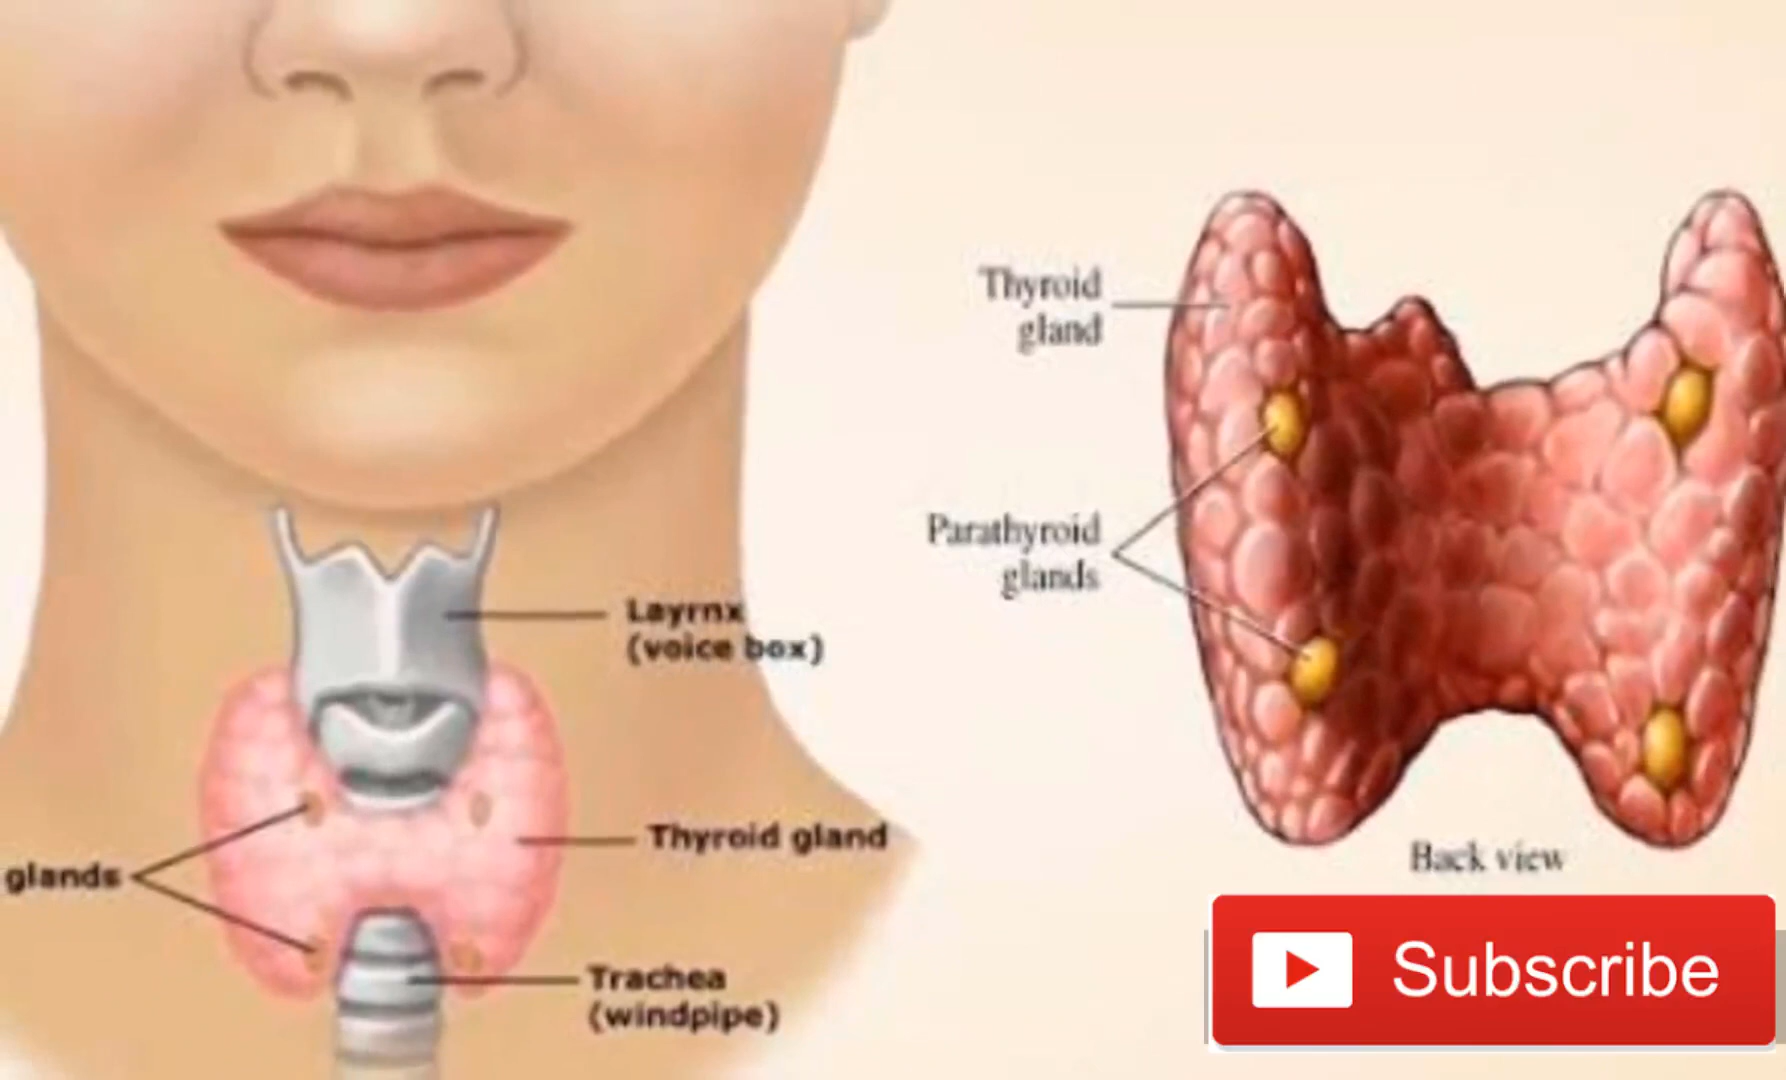 Thyroid
gland
Parathyroid
glands
Layrnx
(voice box)
Thyroid gland
glands
Trachea
(windpipe)
Back view
Subscribe